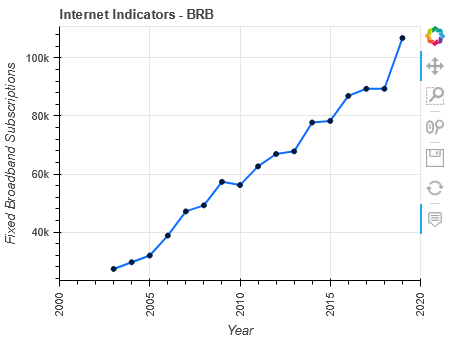 Internet Indicators - BRB
Fixed Broadband Subscriptions
100k
80k
60k
40k
2000
2005
2010
2015
2020
Year